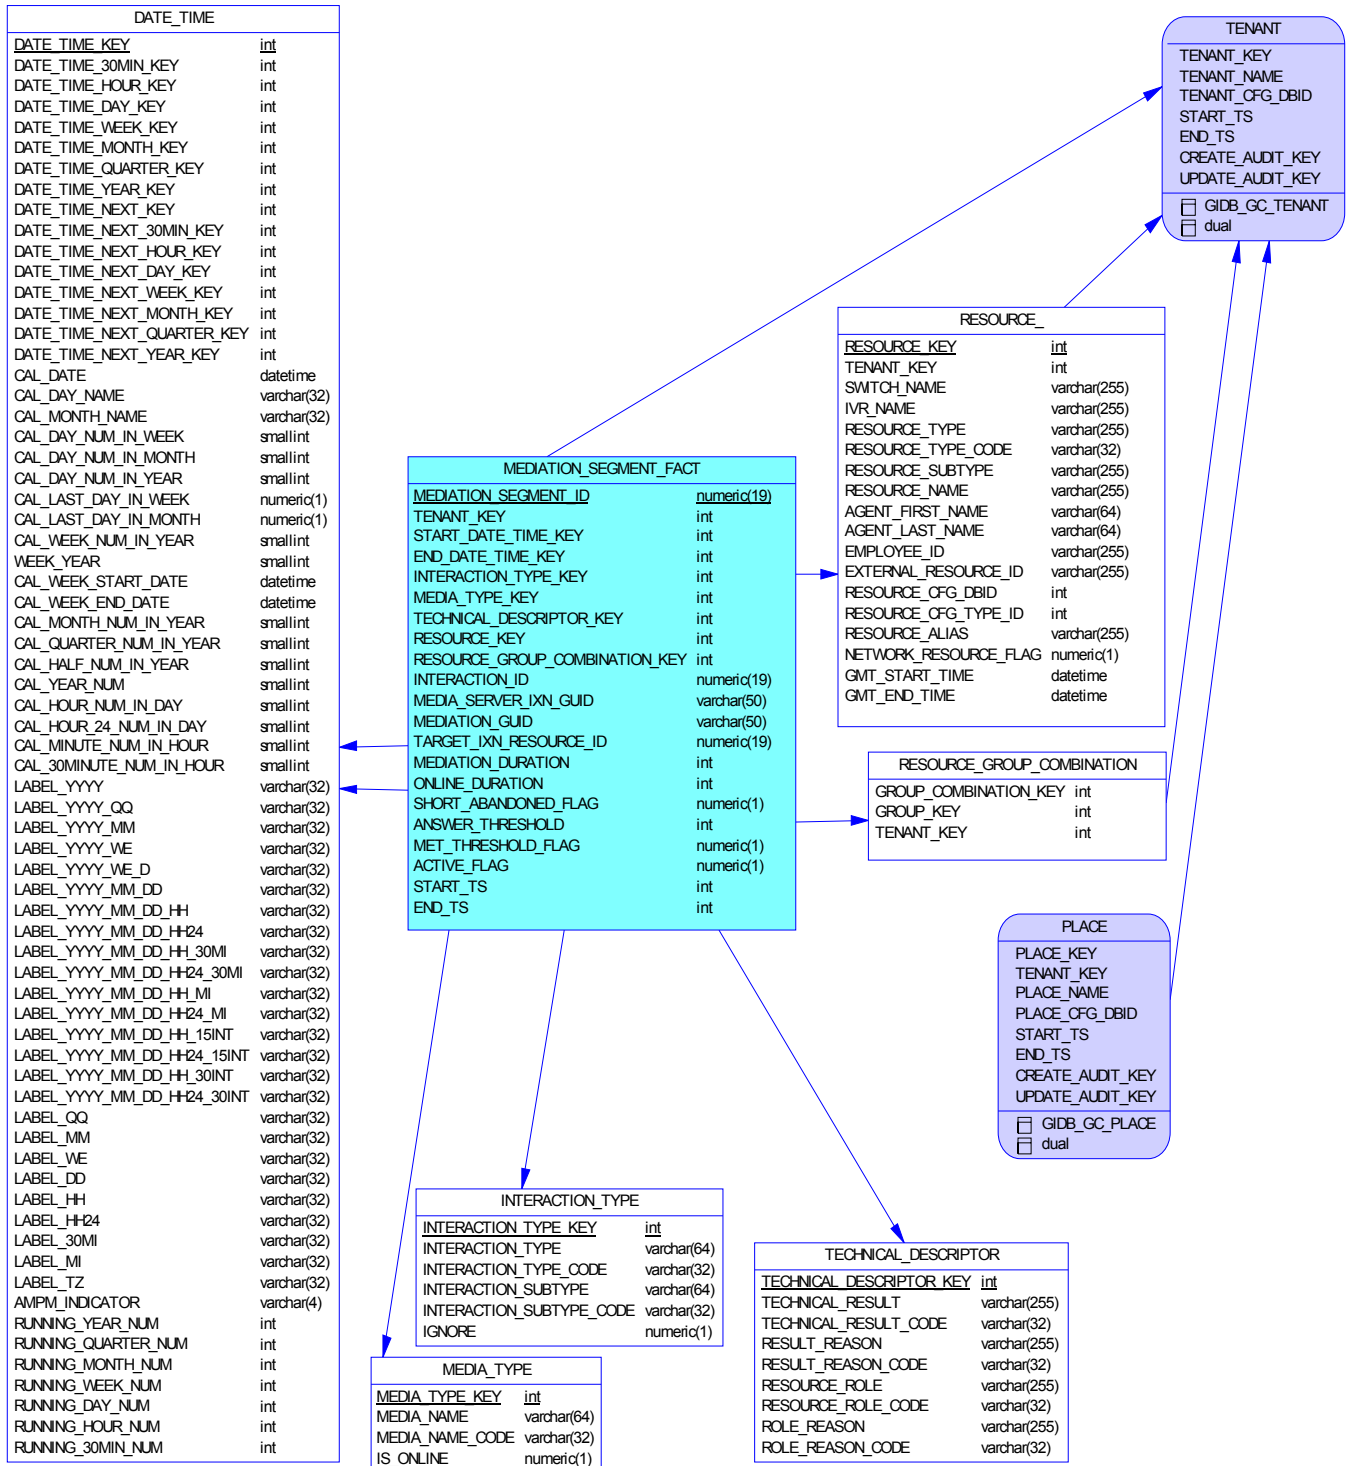 DATE_TIME
DATE_TIME_KEY int
DATE_TIME_30MIN_KEY int
DATE_TIME_HOUR_KEY int
DATE_TIME_DAY_KEY int
DATE_TIME_WEEK_KEY int
DATE_TIME_MONTH_KEY int
DATE_TIME_QUARTER_KEY int
DATE_TIME_YEAR_KEY int
DATE_TIME_NEXT_KEY int
DATE_TIME_NEXT_30MIN_KEY int
DATE_TIME_NEXT_HOUR_KEY int
DATE_TIME_NEXT_DAY_KEY int
DATE_TIME_NEXT_WEEK_KEY int
DATE_TIME_NEXT_MONTH_KEY int
DATE_TIME_NEXT_QUARTER_KEY int
DATE_TIME_NEXT_YEAR_KEY int
CAL_DATE datetime
CAL_DAY_NAME varchar(32)
CAL_MONTH_NAME varchar(32)
CAL_DAY_NUM_IN_WEEK smallint
CAL_DAY_NUM_IN_MONTH smallint
CAL_DAY_NUM_IN_YEAR smallint
CAL_LAST_DAY_IN_WEEK numeric(1)
CAL_LAST_DAY_IN_MONTH numeric(1)
CAL_WEEK_NUM_IN_YEAR smallint
WEEK_YEAR smallint
CAL_WEEK_START_DATE datetime
CAL_WEEK_END_DATE datetime
CAL_MONTH_NUM_IN_YEAR smallint
CAL_QUARTER_NUM_IN_YEAR smallint
CAL_HALF_NUM_IN_YEAR smallint
CAL_YEAR_NUM smallint
CAL_HOUR_NUM_IN_DAY smallint
CAL_HOUR_24_NUM_IN_DAY smallint
CAL_MINUTE_NUM_IN_HOUR smallint
CAL_30MINUTE_NUM_IN_HOUR smallint
LABEL_YYYY varchar(32)
LABEL_YYYY_QQ varchar(32)
LABEL_YYYY_MM varchar(32)
LABEL_YYYY_WE varchar(32)
LABEL_YYYY_WE_D varchar(32)
LABEL_YYYY_MM_DD varchar(32)
LABEL_YYYY_MM_DD_HH varchar(32)
LABEL_YYYY_MM_DD_HH24 varchar(32)
LABEL_YYYY_MM_DD_HH_30MI varchar(32)
LABEL_YYYY_MM_DD_HH24_30MI varchar(32)
LABEL_YYYY_MM_DD_HH_MI varchar(32)
LABEL_YYYY_MM_DD_HH24_MI varchar(32)
LABEL_YYYY_MM_DD_HH_15INT varchar(32)
LABEL_YYYY_MM_DD_HH24_15INT varchar(32)
LABEL_YYYY_MM_DD_HH_30INT varchar(32)
LABEL_YYYY_MM_DD_HH24_30INT varchar(32)
LABEL_QQ varchar(32)
LABEL_MM varchar(32)
LABEL_WE varchar(32)
LABEL_DD varchar(32)
LABEL_HH varchar(32)
LABEL_HH24 varchar(32)
LABEL_30MI varchar(32)
LABEL_MI varchar(32)
LABEL_TZ varchar(32)
AMPM_INDICATOR varchar(4)
RUNNING_YEAR_NUM int
RUNNING_QUARTER_NUM int
RUNNING_MONTH_NUM int
RUNNING_WEEK_NUM int
RUNNING_DAY_NUM int
RUNNING_HOUR_NUM int
RUNNING_30MIN_NUM int
MEDIATION_SEGMENT_FACT
MEDIATION_SEGMENT_ID numeric(19)
TENANT_KEY int
START_DATE_TIME_KEY int
END_DATE_TIME_KEY int
INTERACTION_TYPE_KEY int
MEDIA_TYPE_KEY int
TECHNICAL_DESCRIPTOR_KEY int
RESOURCE_KEY int
RESOURCE_GROUP_COMBINATION_KEY int
INTERACTION_ID numeric(19)
MEDIA_SERVER_IXN_GUID varchar(50)
MEDIATION_GUID varchar(50)
TARGET_IXN_RESOURCE_ID numeric(19)
MEDIATION_DURATION int
ONLINE_DURATION int
SHORT_ABANDONED_FLAG numeric(1)
ANSWER_THRESHOLD int
MET_THRESHOLD_FLAG numeric(1)
ACTIVE_FLAG numeric(1)
START_TS int
END_TS int
TENANT
TENANT_KEY
TENANT_NAME
TENANT_CFG_DBID
START_TS
END_TS
CREATE_AUDIT_KEY
UPDATE_AUDIT_KEY
GIDB_GC_TENANT
dual
RESOURCE_
RESOURCE_KEY int
TENANT_KEY int
SWITCH_NAME varchar(255)
IVR_NAME varchar(255)
RESOURCE_TYPE varchar(255)
RESOURCE_TYPE_CODE varchar(32)
RESOURCE_SUBTYPE varchar(255)
RESOURCE_NAME varchar(255)
AGENT_FIRST_NAME varchar(64)
AGENT_LAST_NAME varchar(64)
EMPLOYEE_ID varchar(255)
EXTERNAL_RESOURCE_ID varchar(255)
RESOURCE_CFG_DBID int
RESOURCE_CFG_TYPE_ID int
RESOURCE_ALIAS varchar(255)
NETWORK_RESOURCE_FLAG numeric(1)
GMT_START_TIME datetime
GMT_END_TIME datetime
RESOURCE_GROUP_COMBINATION
GROUP_COMBINATION_KEY int
GROUP_KEY int
TENANT_KEY int
PLACE
PLACE_KEY
TENANT_KEY
PLACE_NAME
PLACE_CFG_DBID
START_TS
END_TS
CREATE_AUDIT_KEY
UPDATE_AUDIT_KEY
GIDB_GC_PLACE
dual
INTERACTION_TYPE
INTERACTION_TYPE_KEY int
INTERACTION_TYPE varchar(64)
INTERACTION_TYPE_CODE varchar(32)
INTERACTION_SUBTYPE varchar(64)
INTERACTION_SUBTYPE_CODE varchar(32)
IGNORE numeric(1)
MEDIA_TYPE
MEDIA_TYPE_KEY int
MEDIA_NAME varchar(64)
MEDIA_NAME_CODE varchar(32)
IS_ONLINE numeric(1)
TECHNICAL_DESCRIPTOR
TECHNICAL_DESCRIPTOR_KEY int
TECHNICAL_RESULT varchar(255)
TECHNICAL_RESULT_CODE varchar(32)
RESULT_REASON varchar(255)
RESULT_REASON_CODE varchar(32)
RESOURCE_ROLE varchar(255)
RESOURCE_ROLE_CODE varchar(32)
ROLE_REASON varchar(255)
ROLE_REASON_CODE varchar(32)